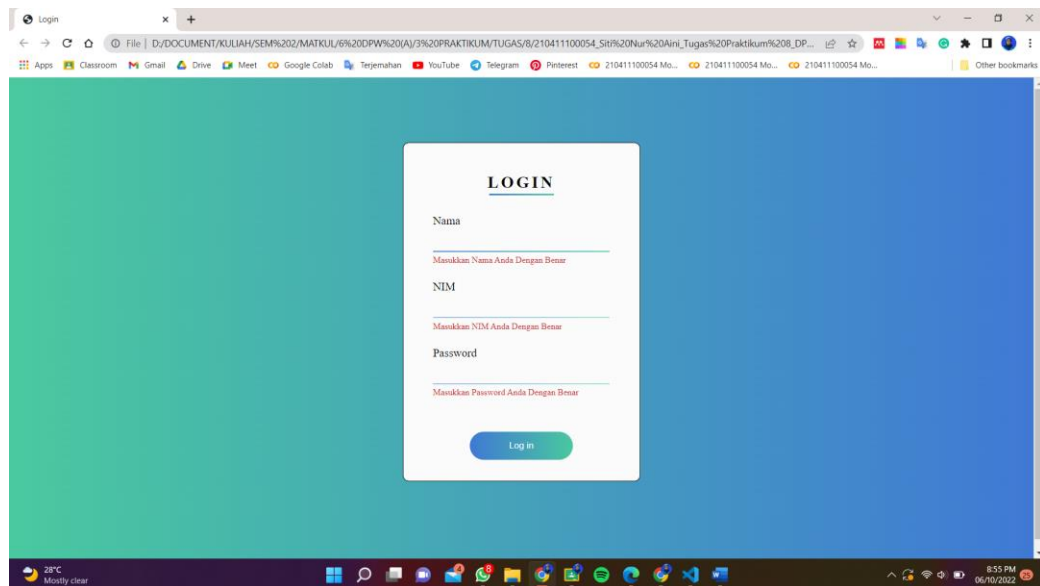 Login
File | D:/DOCUMENT/KULIAH/SEM%202/MATKUL/6%20DPW%20(A)/3%20PRAKTIKUM/TUGAS/8/210411100054_Siti%20Nur%20Aini_Tugas%20Praktikum%208_DP...
Apps Classroom Gmail Drive Meet Google Colab Terjemahan YouTube Telegram Pinterest 210411100054 Mo... 210411100054 Mo... 210411100054 Mo... Other bookmarks
LOGIN
Nama
Masukkan Nama Anda Dengan Benar
NIM
Masukkan NIM Anda Dengan Benar
Password
Masukkan Password Anda Dengan Benar
Log in
28°C
Mostly clear
8:55 PM
06/10/2022